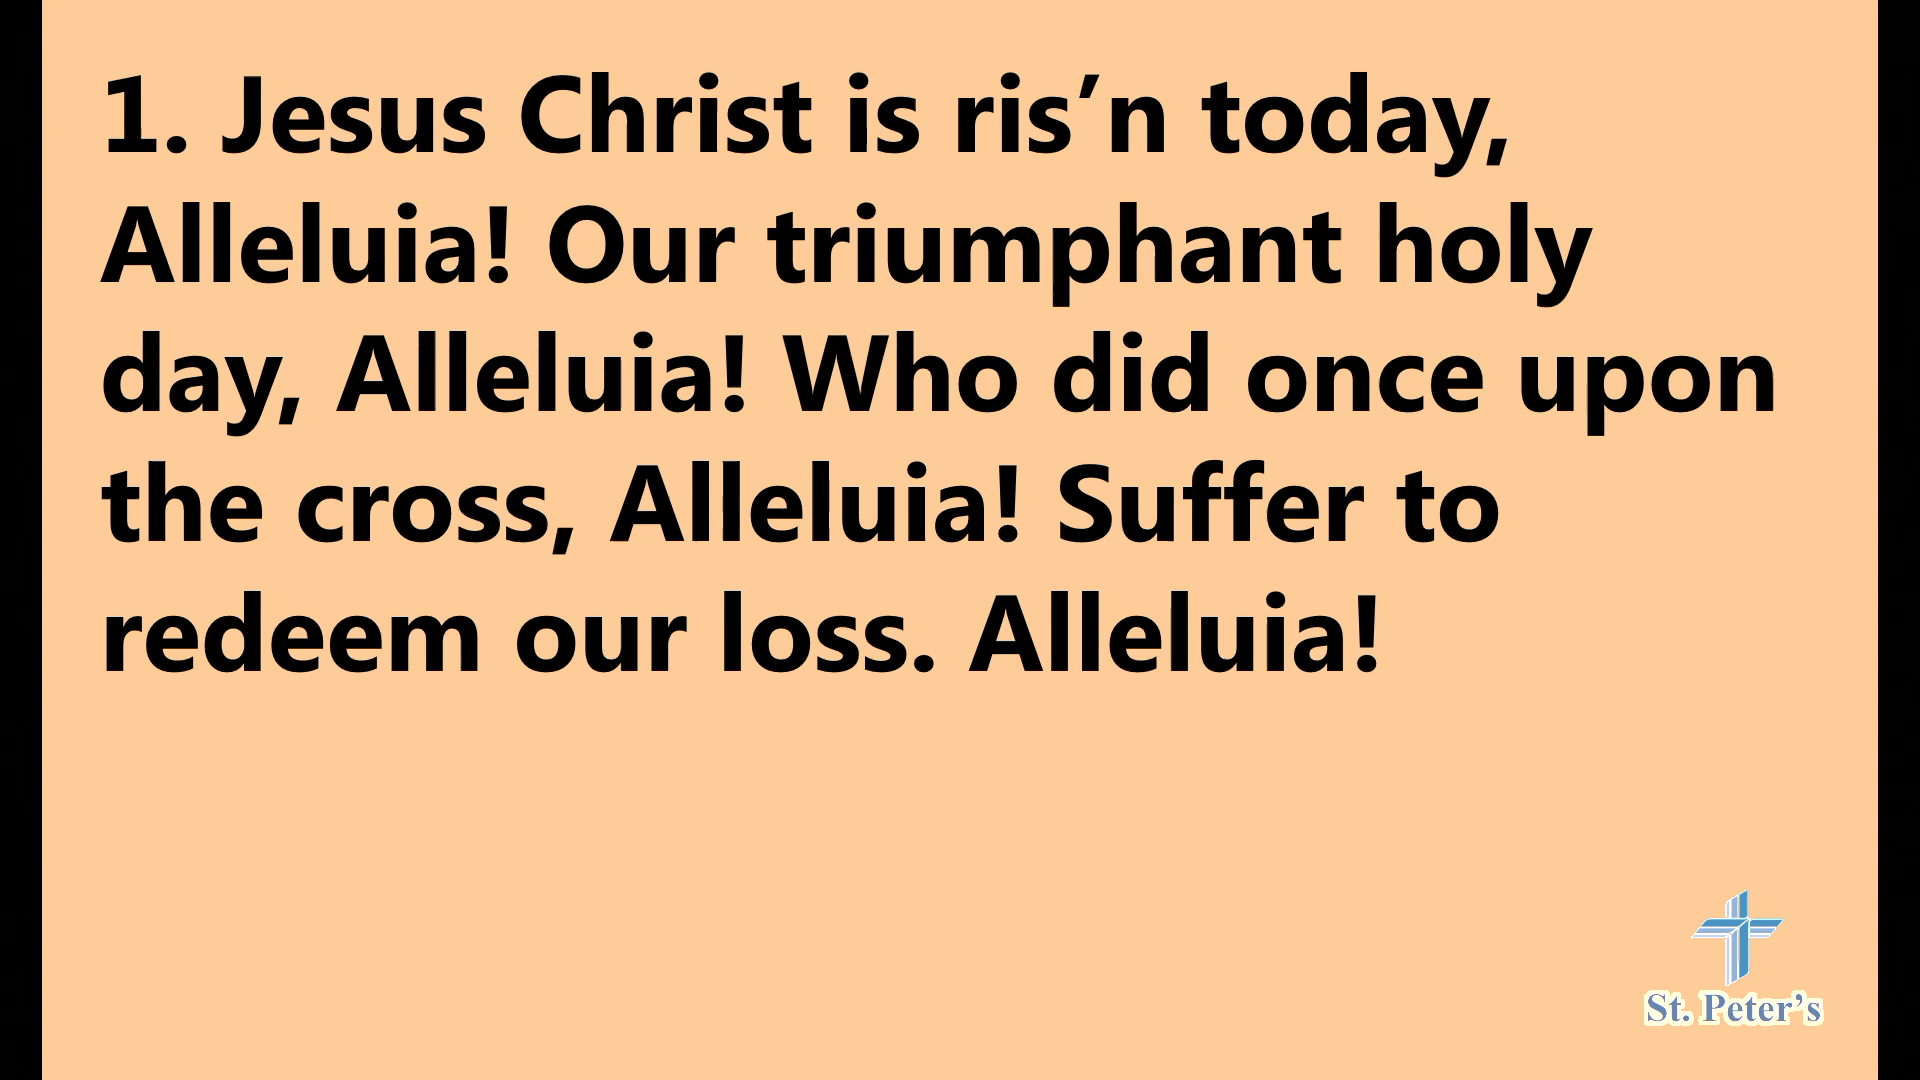 1. Jesus Christ is ris’n today,
Alleluia! Our triumphant holy
day, Alleluia! Who did once upon
the cross, Alleluia! Suffer to
redeem our loss. Alleluia!
St. Peter’s